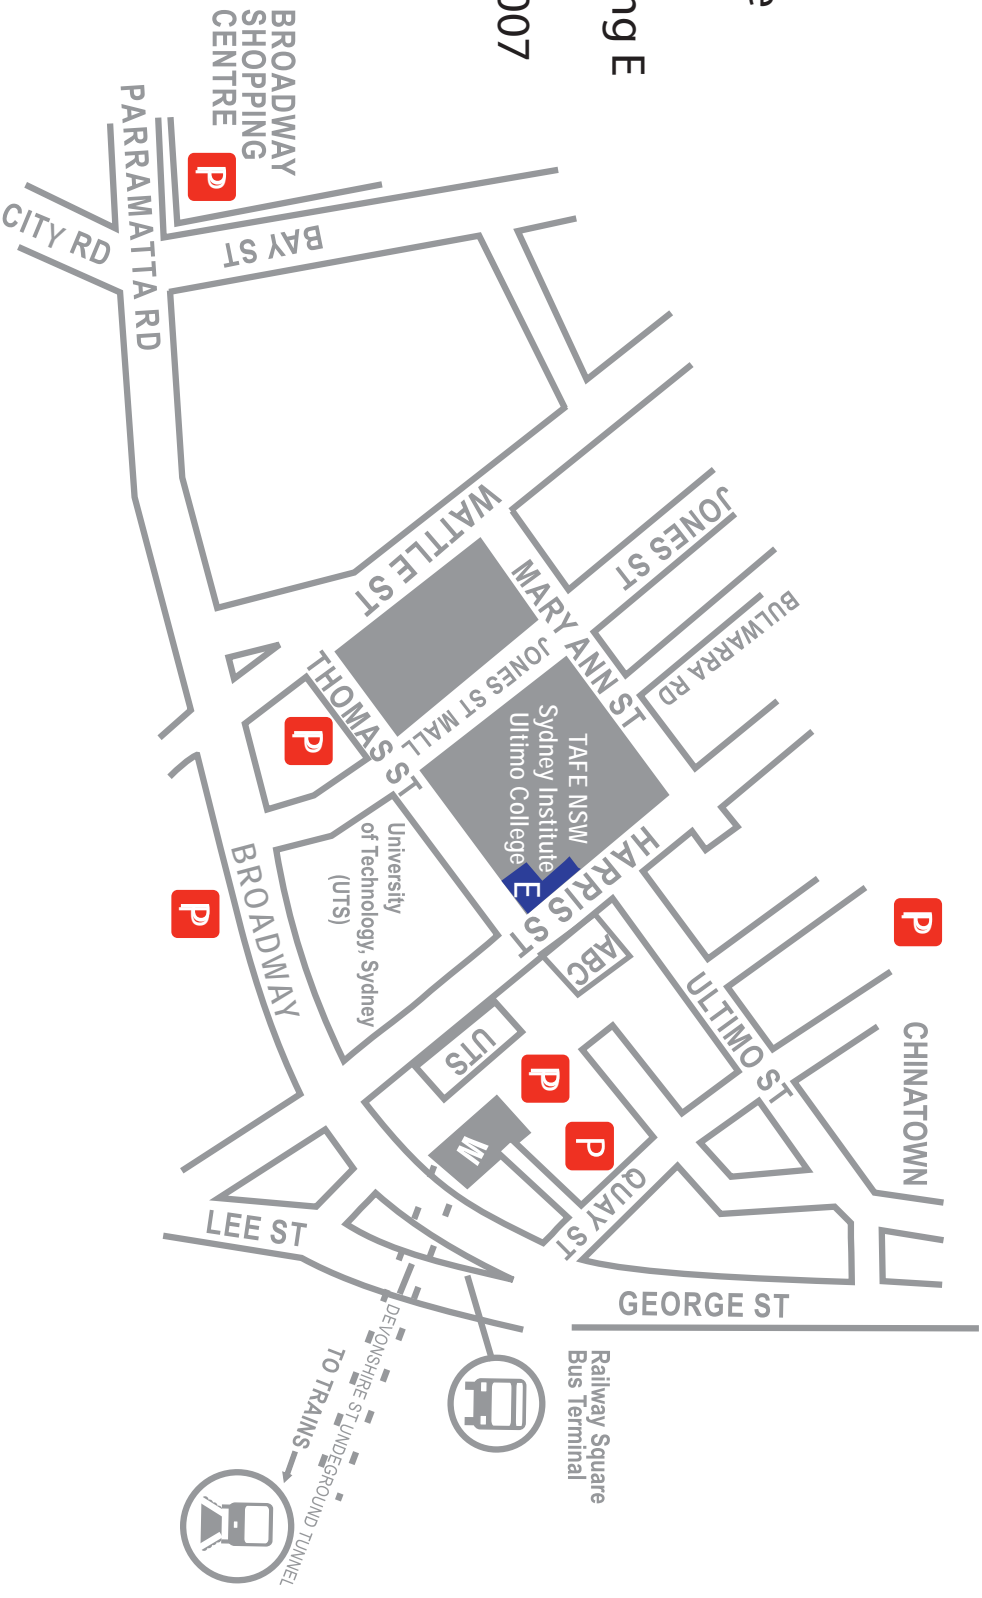 ng E
007
BROADWAY
SHOPPING
CENTRE
P
PARRAMATTA RD
CITY RD
BAY ST
WATTLE ST
JONES ST
MARY ANN ST
BULWARRA RD
JONES ST MALL
THOMAS ST
P
TAFE NSW
Sydney Institute
Ultimo College
E
HARRIS ST
University
of Technology, Sydney
(UTS)
BROADWAY
P
ABC
ULTIMO ST
P
CHINATOWN
UTS
P
P
W
QUAY ST
LEE ST
GEORGE ST
Railway Square
Bus Terminal
DEVONSHIRE ST UNDEGROUND TUNNEL
TO TRAINS